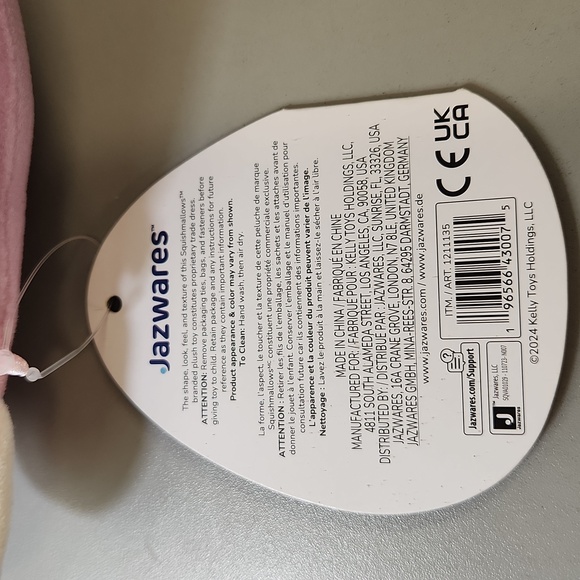 Jazwares™
The shape, look, feel, and texture of this Squishmallows™
branded plush toy constitutes proprietary trade dress.
ATTENTION: Remove packaging ties, bags, and fasteners before
giving toy to child. Retain package and any instructions for future
reference as they contain important information.
Product appearance & color may vary from shown.
To Clean: Hand wash, then air dry.
La forme, l'aspect, le toucher et la texture de cette peluche de marque
Squishmallows™ constituent une propriété commerciale exclusive.
ATTENTION : Retirer les fils de l'emballage, les sachets et les attaches avant de
donner le jouet à l'enfant. Conserver l'emballage et le manuel d'utilisation pour
consultation future car ils contiennent des informations importantes.
L'apparence et la couleur du produit peuvent varier de l'image.
Nettoyage : Lavez le produit à la main et laissez-le sécher à l'air libre.
MADE IN CHINA / FABRIQUÉ EN CHINE
MANUFACTURED FOR: / FABRIQUÉ POUR : KELLY TOYS HOLDINGS, LLC,
4811 SOUTH ALAMEDA STREET, LOS ANGELES, CA, 90058, USA
DISTRIBUTED BY / DISTRIBUÉ PAR : JAZWARES, LLC. SUNRISE, FL, 33326, USA
JAZWARES, 16A CRANE GROVE, LONDON, N7 8LE, UNITED KINGDOM
JAZWARES GMBH, MINA-REES-STR 8, 64295 DARMSTADT, GERMANY
www.jazwares.com / www.jazwares.de
CE UK
CA
ITM. / ART. 1211135
1 96566 43007 5
Jazwares.com/Support
Jazwares, LLC
Jazwares
©2024 Kelly Toys Holdings, LLC